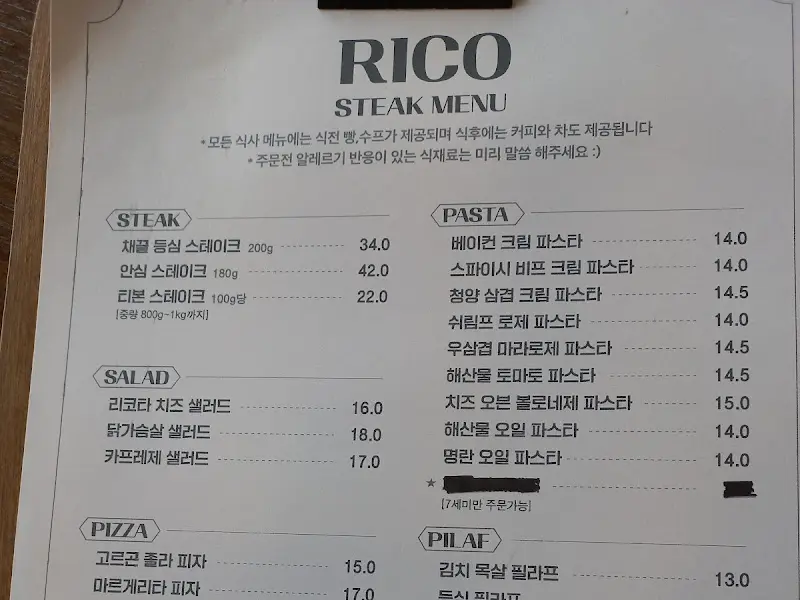 RICO
STEAK MENU
*모든 식사 메뉴에는 식전 빵,수프가 제공되며 식후에는 커피와 차도 제공됩니다
*주문전 알레르기 반응이 있는 식재료는 미리 말씀 해주세요 :)
STEAK
채끝 등심 스테이크 200g 34.0
안심 스테이크 180g 42.0
티본 스테이크 100g당 22.0
[중량 800g~1kg까지]
SALAD
리코타 치즈 샐러드 16.0
닭가슴살 샐러드 18.0
카프레제 샐러드 17.0
PIZZA
고르곤 졸라 피자 15.0
마르게리타 피자 17.0
PASTA
베이컨 크림 파스타 14.0
스파이시 비프 크림 파스타 14.0
청양 삼겹 크림 파스타 14.5
쉬림프 로제 파스타 14.0
우삼겹 마라로제 파스타 14.5
해산물 토마토 파스타 14.5
치즈 오븐 볼로네제 파스타 15.0
해산물 오일 파스타 14.0
명란 오일 파스타 14.0
★
[7세미만 주문가능]
PILAF
김치 목살 필라프 13.0
필라프